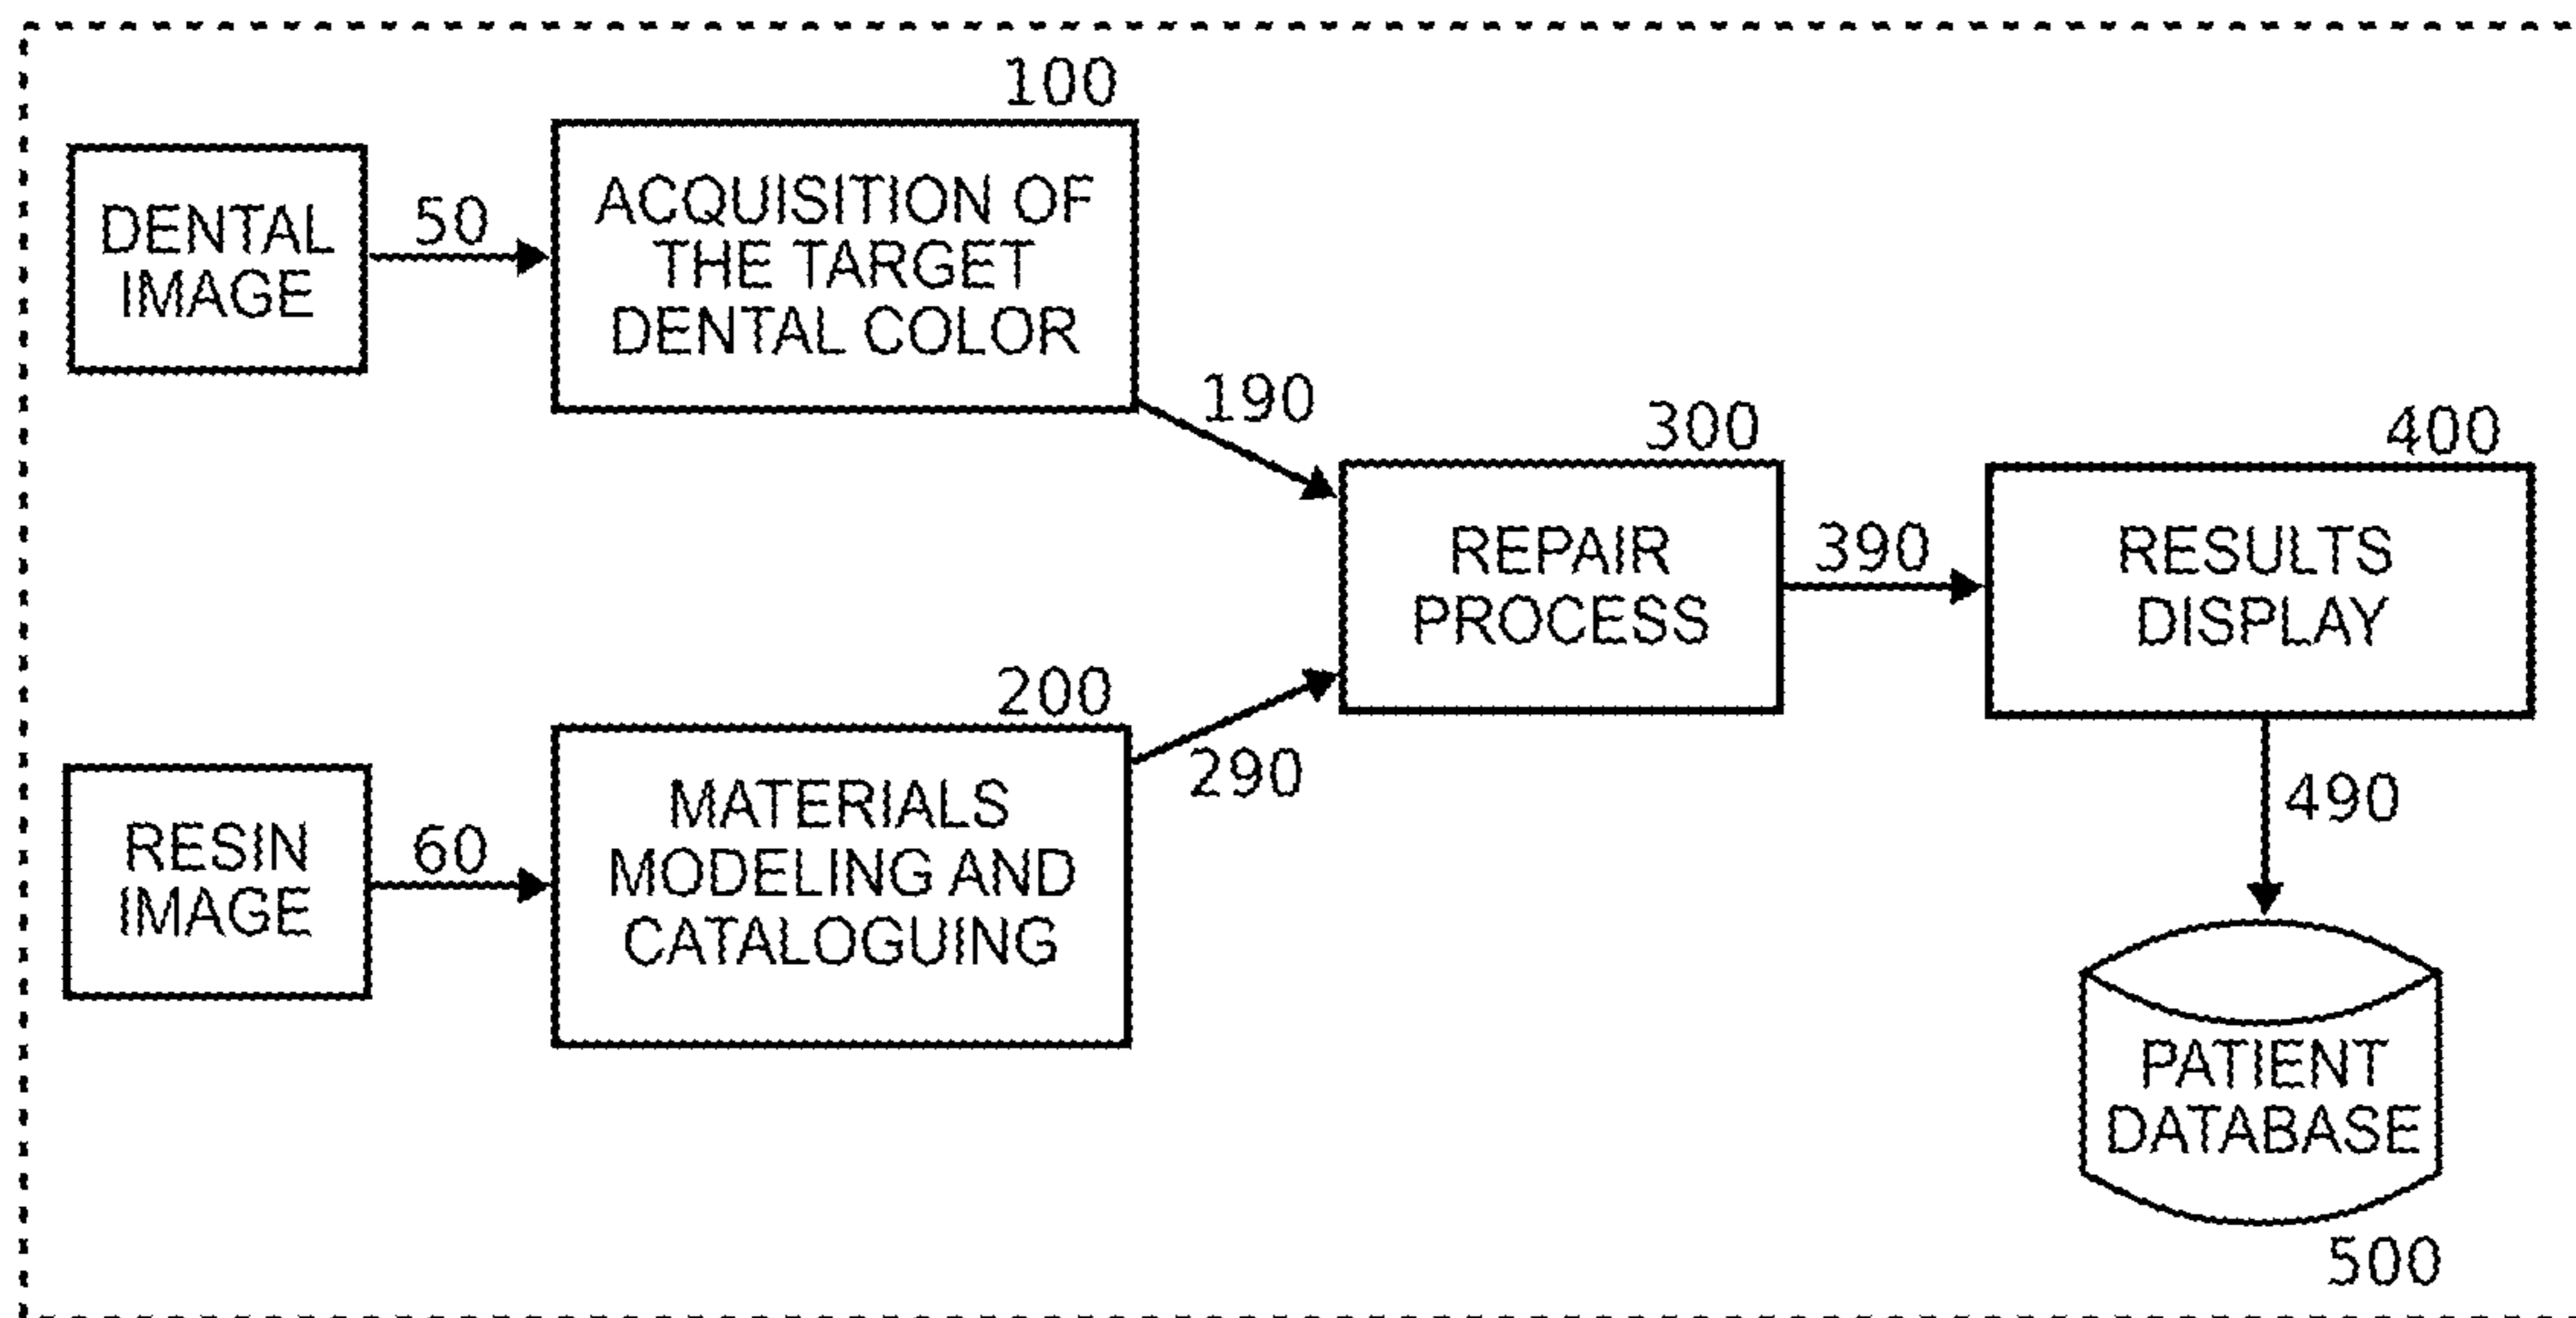 100
DENTAL
IMAGE
50
ACQUISITION OF
THE TARGET
DENTAL COLOR
190
300
400
REPAIR
PROCESS
390
RESULTS
DISPLAY
200
290
RESIN
IMAGE
60
MATERIALS
MODELING AND
CATALOGUING
490
PATIENT
DATABASE
500